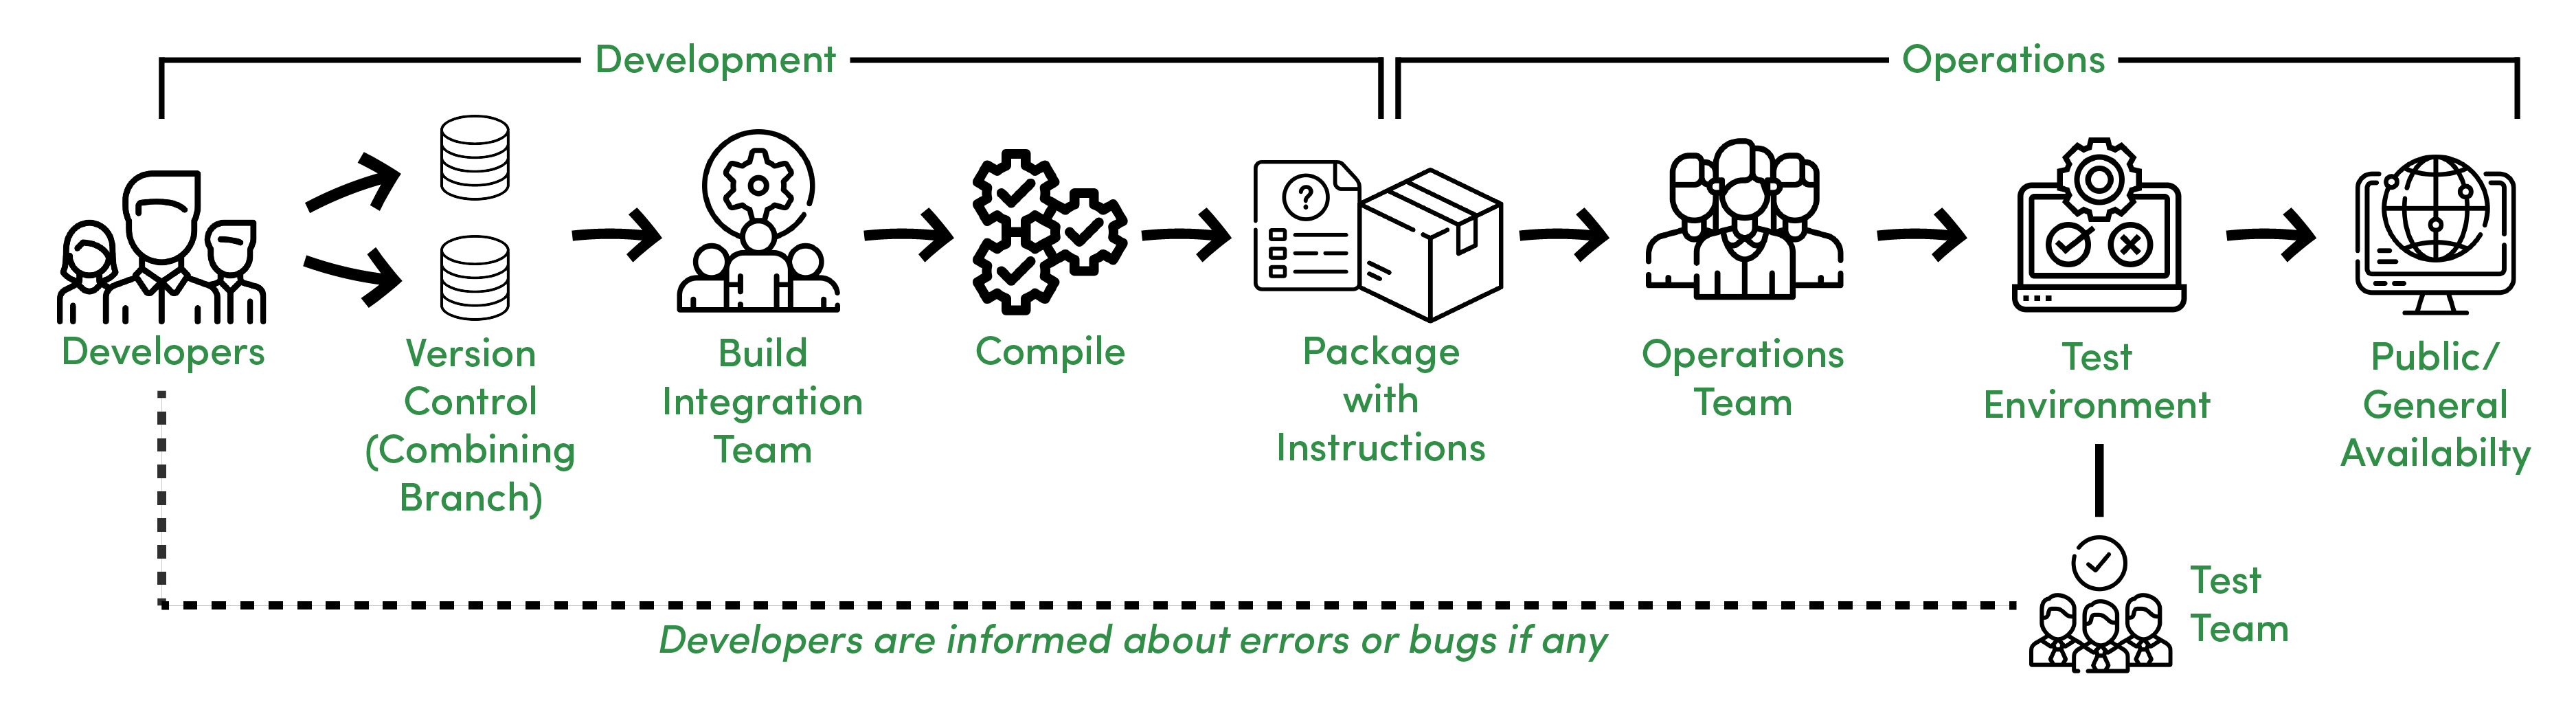 Development
Operations
Developers
Version
Control
(Combining
Branch)
Build
Integration
Team
Compile
Package
with
Instructions
Operations
Team
Test
Environment
Public/
General
Availabilty
Test
Team
Developers are informed about errors or bugs if any